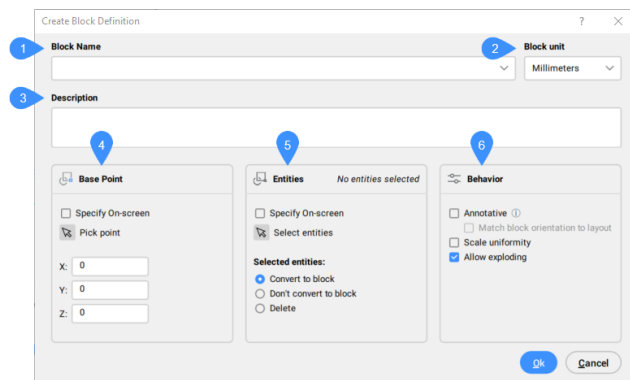 Create Block Definition ? ×
1 Block Name 2 Block unit
Millimeters
3 Description
4 5 6
Base Point Entities No entities selected Behavior
Specify On-screen Specify On-screen Annotative ⓘ
Pick point Select entities Match block orientation to layout
Scale uniformity
X: 0 Selected entities: Allow exploding
Y: 0 Convert to block
Z: 0 Don't convert to block
Delete
Ok Cancel